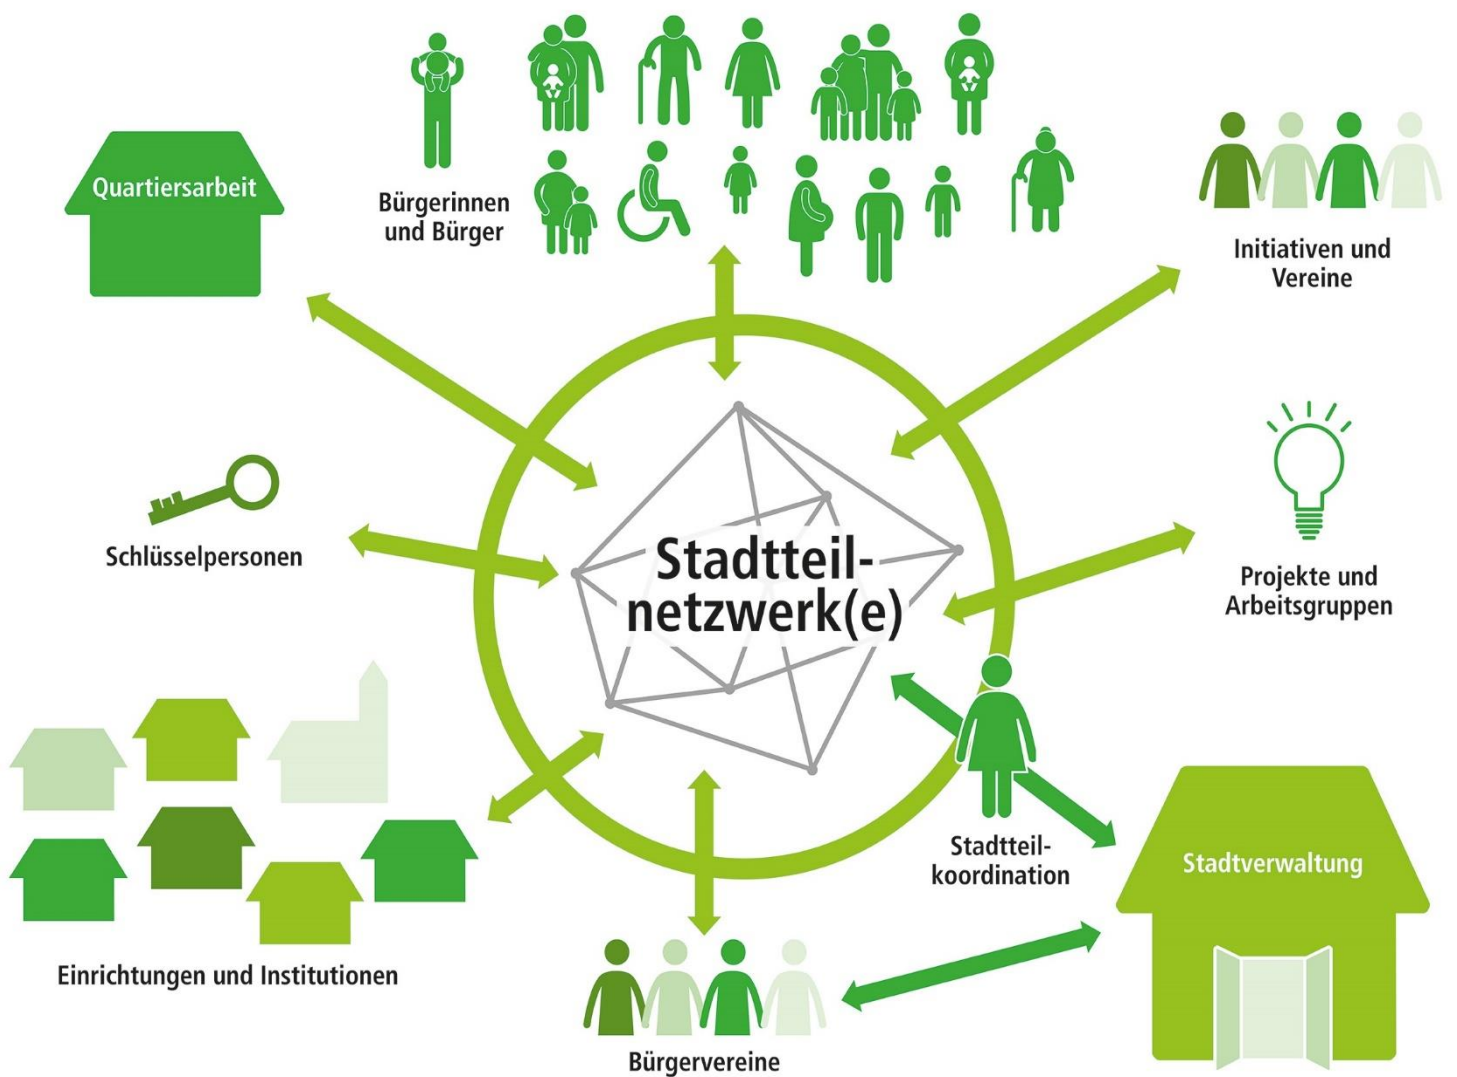 Quartiersarbeit
Bürgerinnen
und Bürger
Initiativen und
Vereine
Schlüsselpersonen
Stadtteil-
netzwerk(e)
Projekte und
Arbeitsgruppen
Stadtteil-
koordination
Stadtverwaltung
Einrichtungen und Institutionen
Bürgervereine